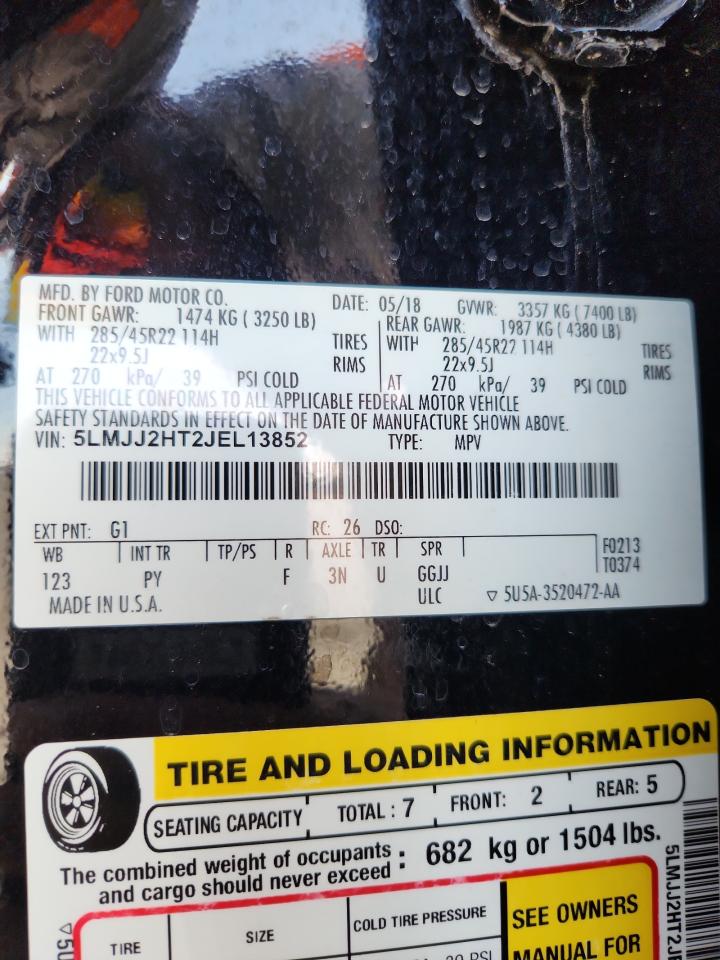 MFD. BY FORD MOTOR CO. DATE: 05/18 GVWR: 3357 KG ( 7400 LB)
FRONT GAWR: 1474 KG ( 3250 LB) REAR GAWR: 1987 KG ( 4380 LB)
WITH 285/45R22 114H TIRES WITH 285/45R22 114H TIRES
22x9.5J RIMS 22x9.5J RIMS
AT 270 kPa/ 39 PSI COLD AT 270 kPa/ 39 PSI COLD
THIS VEHICLE CONFORMS TO ALL APPLICABLE FEDERAL MOTOR VEHICLE
SAFETY STANDARDS IN EFFECT ON THE DATE OF MANUFACTURE SHOWN ABOVE.
VIN: 5LMJJ2HT2JEL13852 TYPE: MPV
EXT PNT: G1 RC: 26 DSO:
WB INT TR TP/PS R AXLE TR SPR F0213
T0374
123 PY F 3N U GGJJ
MADE IN U.S.A. ULC ▽ 5U5A-3520472-AA
TIRE AND LOADING INFORMATION
SEATING CAPACITY TOTAL : 7 FRONT: 2 REAR: 5
The combined weight of occupants and cargo should never exceed : 682 kg or 1504 lbs.
TIRE SIZE COLD TIRE PRESSURE SEE OWNERS
PSI MANUAL FOR
▽5U
5LMJJ2HT2J